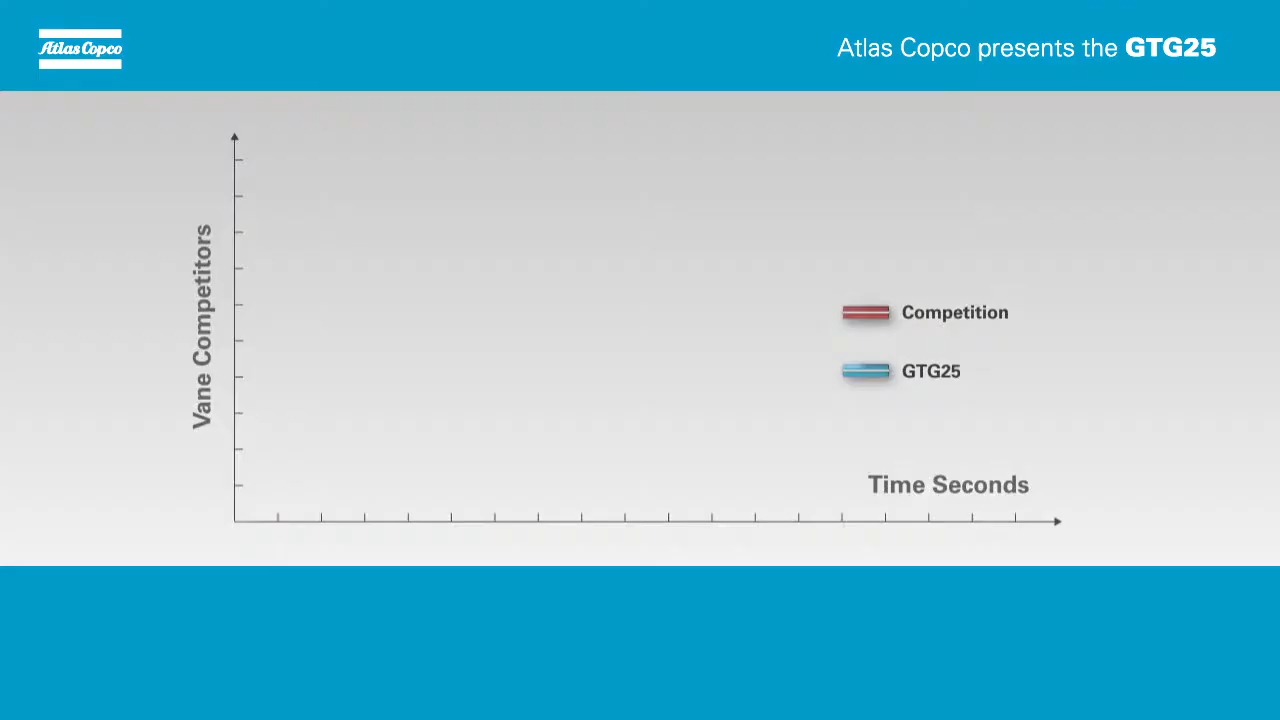 Atlas Copco
Atlas Copco presents the GTG25
Vane Competitors
Competition
GTG25
Time Seconds